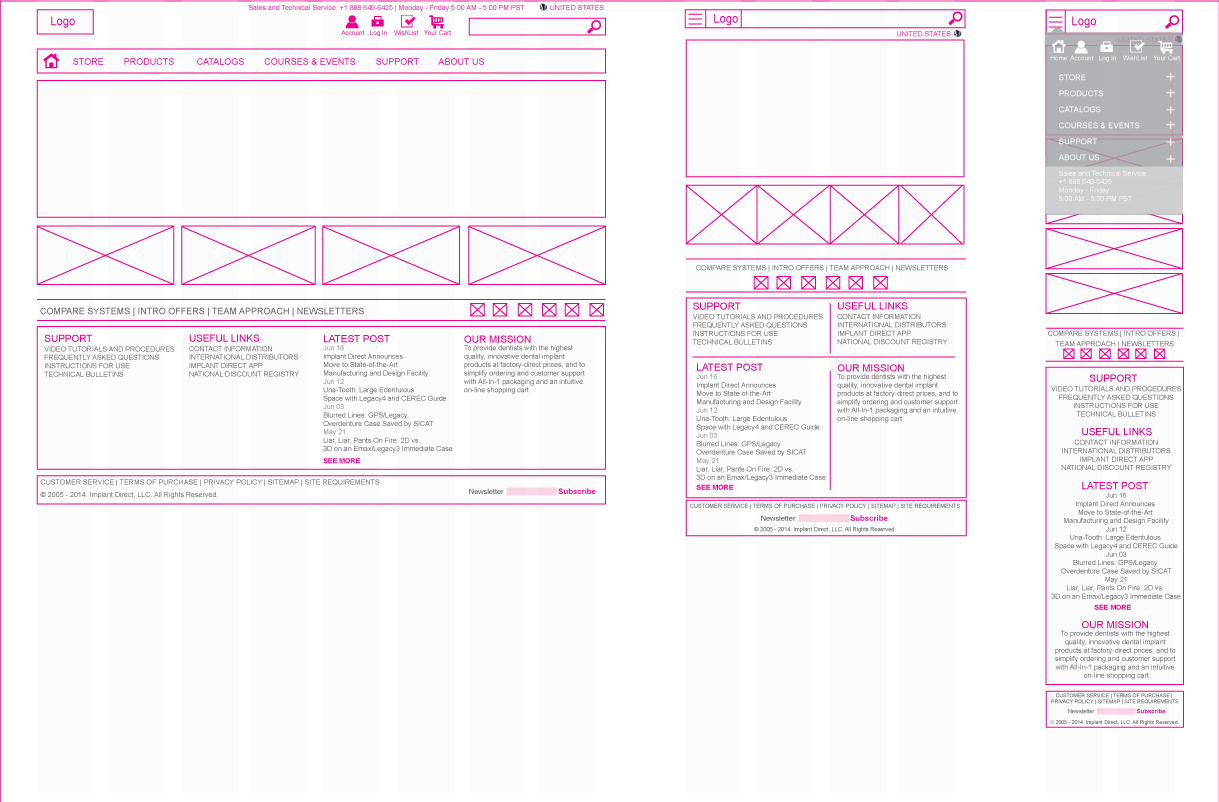 Sales and Technical Service: +1 888 649-6425 | Monday - Friday 5:00 AM - 5:00 PM PST
UNITED STATES
Logo
Account Log In WishList Your Cart
STORE PRODUCTS CATALOGS COURSES & EVENTS SUPPORT ABOUT US
COMPARE SYSTEMS | INTRO OFFERS | TEAM APPROACH | NEWSLETTERS
SUPPORT
VIDEO TUTORIALS AND PROCEDURES
FREQUENTLY ASKED QUESTIONS
INSTRUCTIONS FOR USE
TECHNICAL BULLETINS
USEFUL LINKS
CONTACT INFORMATION
INTERNATIONAL DISTRIBUTORS
IMPLANT DIRECT APP
NATIONAL DISCOUNT REGISTRY
LATEST POST
Jun 16
Implant Direct Announces
Move to State-of-the-Art
Manufacturing and Design Facility
Jun 12
Una-Tooth: Large Edentulous
Space with Legacy4 and CEREC Guide
Jun 03
Blurred Lines: GPS/Legacy
Overdenture Case Saved by SICAT
May 21
Liar, Liar, Pants On Fire: 2D vs.
3D on an Emax/Legacy3 Immediate Case
SEE MORE
OUR MISSION
To provide dentists with the highest
quality, innovative dental implant
products at factory-direct prices, and to
simplify ordering and customer support
with All-In-1 packaging and an intuitive
on-line shopping cart
CUSTOMER SERVICE | TERMS OF PURCHASE | PRIVACY POLICY | SITEMAP | SITE REQUIREMENTS
© 2005 - 2014. Implant Direct, LLC. All Rights Reserved.
Newsletter Subscribe
Logo
UNITED STATES
COMPARE SYSTEMS | INTRO OFFERS | TEAM APPROACH | NEWSLETTERS
SUPPORT
VIDEO TUTORIALS AND PROCEDURES
FREQUENTLY ASKED QUESTIONS
INSTRUCTIONS FOR USE
TECHNICAL BULLETINS
USEFUL LINKS
CONTACT INFORMATION
INTERNATIONAL DISTRIBUTORS
IMPLANT DIRECT APP
NATIONAL DISCOUNT REGISTRY
LATEST POST
Jun 16
Implant Direct Announces
Move to State-of-the-Art
Manufacturing and Design Facility
Jun 12
Una-Tooth: Large Edentulous
Space with Legacy4 and CEREC Guide
Jun 03
Blurred Lines: GPS/Legacy
Overdenture Case Saved by SICAT
May 21
Liar, Liar, Pants On Fire: 2D vs.
3D on an Emax/Legacy3 Immediate Case
SEE MORE
OUR MISSION
To provide dentists with the highest
quality, innovative dental implant
products at factory-direct prices, and to
simplify ordering and customer support
with All-In-1 packaging and an intuitive
on-line shopping cart
CUSTOMER SERVICE | TERMS OF PURCHASE | PRIVACY POLICY | SITEMAP | SITE REQUIREMENTS
Newsletter Subscribe
© 2005 - 2014. Implant Direct, LLC. All Rights Reserved.
Logo
Home Account Log In WishList Your Cart
STORE +
PRODUCTS +
CATALOGS +
COURSES & EVENTS +
SUPPORT +
ABOUT US +
Sales and Technical Service:
+1 888 649-6425
Monday - Friday
5:00 AM - 5:00 PM PST
COMPARE SYSTEMS | INTRO OFFERS |
TEAM APPROACH | NEWSLETTERS
SUPPORT
VIDEO TUTORIALS AND PROCEDURES
FREQUENTLY ASKED QUESTIONS
INSTRUCTIONS FOR USE
TECHNICAL BULLETINS
USEFUL LINKS
CONTACT INFORMATION
INTERNATIONAL DISTRIBUTORS
IMPLANT DIRECT APP
NATIONAL DISCOUNT REGISTRY
LATEST POST
Jun 16
Implant Direct Announces
Move to State-of-the-Art
Manufacturing and Design Facility
Jun 12
Una-Tooth: Large Edentulous
Space with Legacy4 and CEREC Guide
Jun 03
Blurred Lines: GPS/Legacy
Overdenture Case Saved by SICAT
May 21
Liar, Liar, Pants On Fire: 2D vs.
3D on an Emax/Legacy3 Immediate Case
SEE MORE
OUR MISSION
To provide dentists with the highest
quality, innovative dental implant
products at factory-direct prices, and to
simplify ordering and customer support
with All-In-1 packaging and an intuitive
on-line shopping cart
CUSTOMER SERVICE | TERMS OF PURCHASE |
PRIVACY POLICY | SITEMAP | SITE REQUIREMENTS
Newsletter Subscribe
© 2005 - 2014. Implant Direct, LLC. All Rights Reserved.